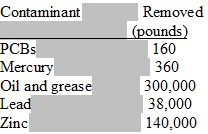 Contaminant Removed
(pounds)
PCBs 160
Mercury 360
Oil and grease 300,000
Lead 38,000
Zinc 140,000